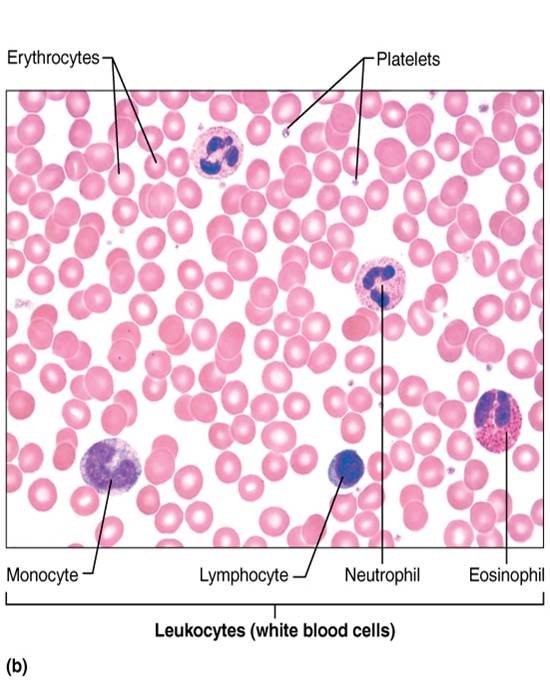 Erythrocytes
Platelets
Monocyte
Lymphocyte
Neutrophil
Eosinophil
Leukocytes (white blood cells)
(b)